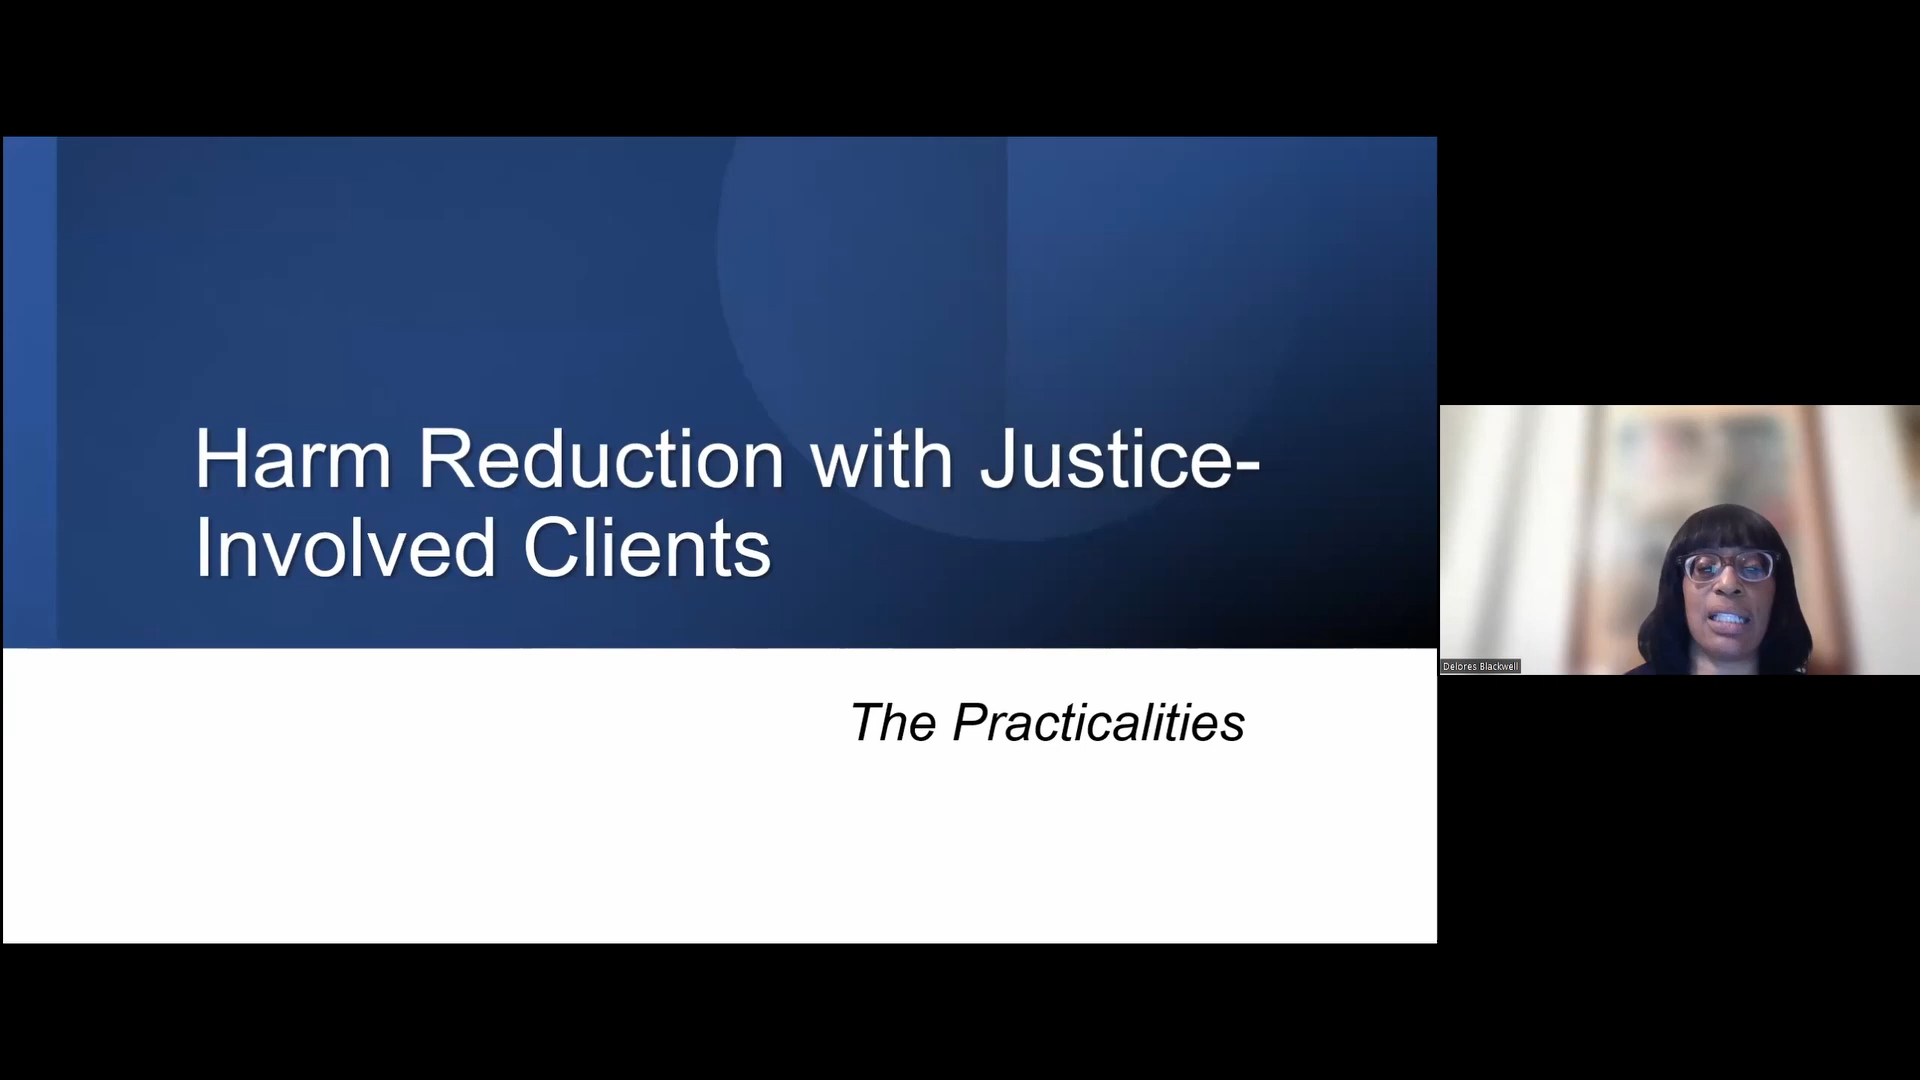 Harm Reduction with Justice-
Involved Clients
The Practicalities
Delores Blackwell